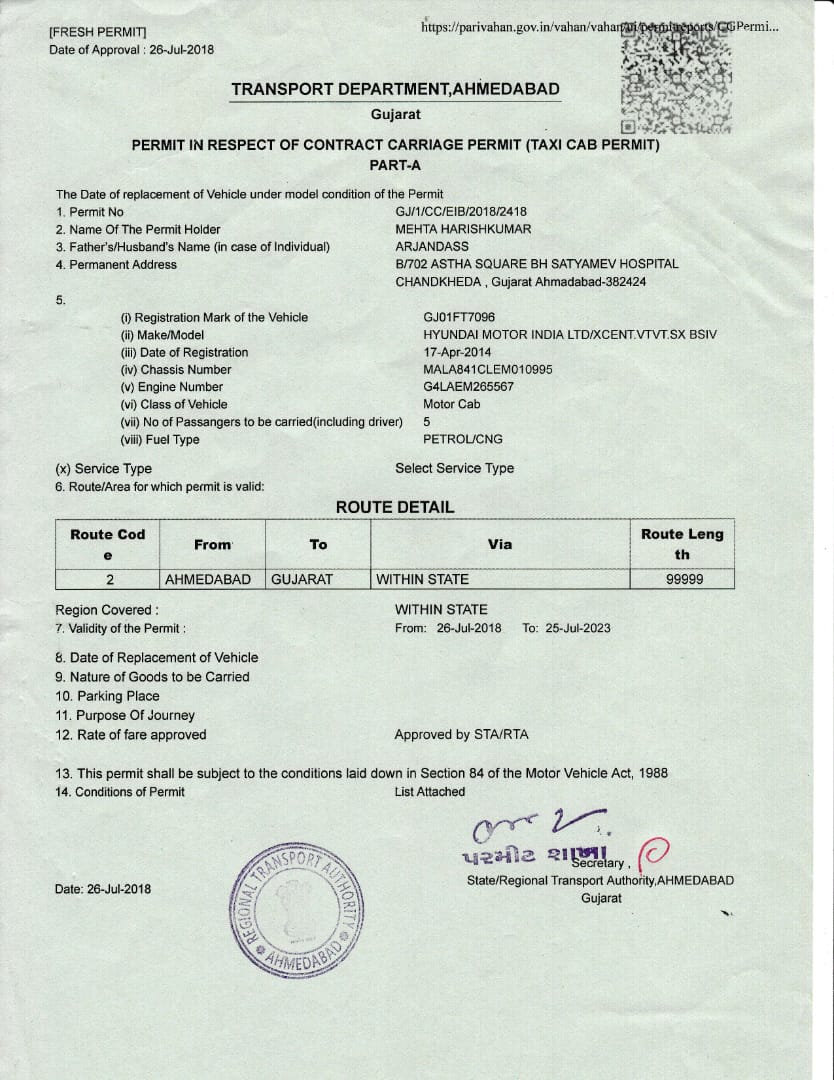 [FRESH PERMIT]
Date of Approval : 26-Jul-2018
https://parivahan.gov.in/vahan/vahan/ui/permitreports/CGPermi...
TRANSPORT DEPARTMENT,AHMEDABAD
Gujarat
PERMIT IN RESPECT OF CONTRACT CARRIAGE PERMIT (TAXI CAB PERMIT)
PART-A
The Date of replacement of Vehicle under model condition of the Permit
1. Permit No GJ/1/CC/EIB/2018/2418
2. Name Of The Permit Holder MEHTA HARISHKUMAR
3. Father's/Husband's Name (in case of Individual) ARJANDASS
4. Permanent Address B/702 ASTHA SQUARE BH SATYAMEV HOSPITAL
CHANDKHEDA , Gujarat Ahmadabad-382424
5.
(i) Registration Mark of the Vehicle GJ01FT7096
(ii) Make/Model HYUNDAI MOTOR INDIA LTD/XCENT.VTVT.SX BSIV
(iii) Date of Registration 17-Apr-2014
(iv) Chassis Number MALA841CLEM010995
(v) Engine Number G4LAEM265567
(vi) Class of Vehicle Motor Cab
(vii) No of Passangers to be carried(including driver) 5
(viii) Fuel Type PETROL/CNG
(x) Service Type Select Service Type
6. Route/Area for which permit is valid:
ROUTE DETAIL
Route Cod
e
From
To
Via
Route Leng
th
2 AHMEDABAD GUJARAT WITHIN STATE 99999
Region Covered : WITHIN STATE
7. Validity of the Permit : From: 26-Jul-2018 To: 25-Jul-2023
8. Date of Replacement of Vehicle
9. Nature of Goods to be Carried
10. Parking Place
11. Purpose Of Journey
12. Rate of fare approved Approved by STA/RTA
13. This permit shall be subject to the conditions laid down in Section 84 of the Motor Vehicle Act, 1988
14. Conditions of Permit List Attached
પરમીટ શાખા
Secretary ,
State/Regional Transport Authority,AHMEDABAD
Gujarat
Date: 26-Jul-2018
REGIONAL TRANSPORT AUTHORITY
AHMEDABAD